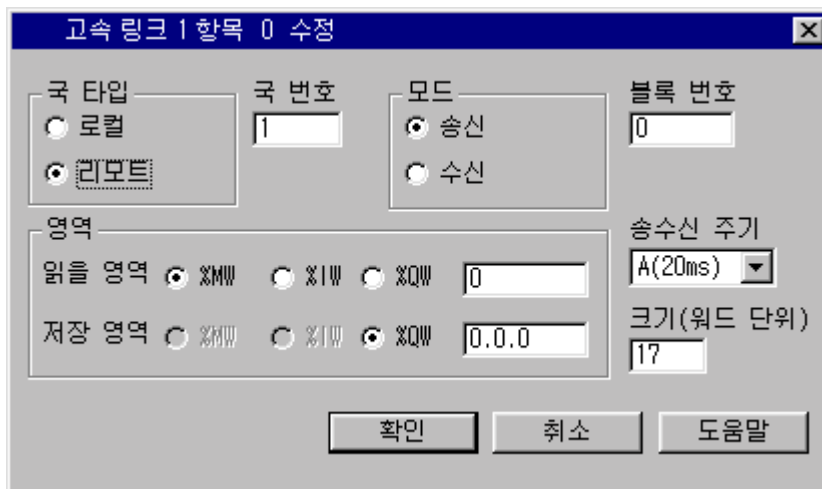 고속 링크 1 항목 0 수정
국 타입
국 번호
모드
블록 번호
로컬
1
송신
0
리모트
수신
영역
송수신 주기
읽을 영역 %MW %IW %QW 0
A(20ms)
저장 영역 %MW %IW %QW 0.0.0
크기(워드 단위)
17
확인
취소
도움말